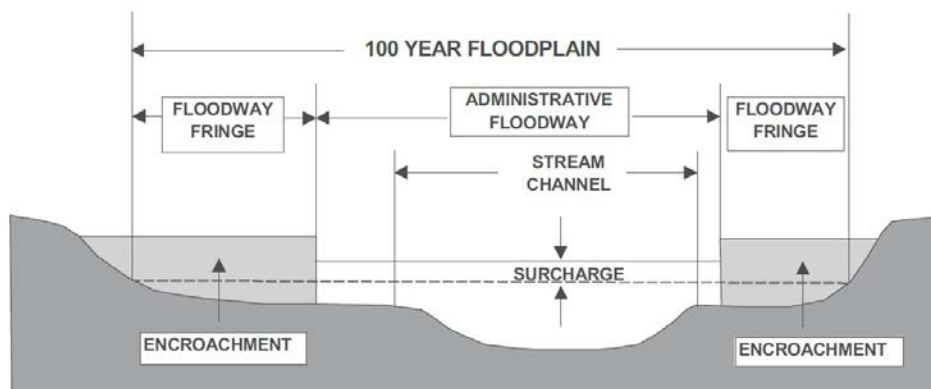 100 YEAR FLOODPLAIN
FLOODWAY
FRINGE
ADMINISTRATIVE
FLOODWAY
FLOODWAY
FRINGE
STREAM
CHANNEL
SURCHARGE
ENCROACHMENT
ENCROACHMENT